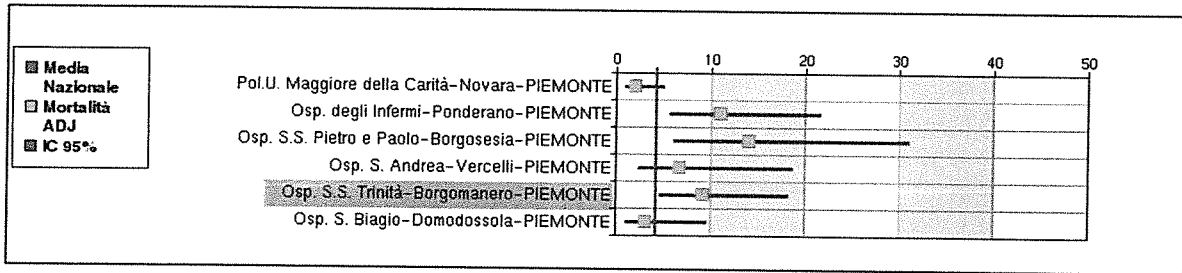 0 10 20 30 40 50
Media
Nazionale
Mortalità
ADJ
IC 95%
Pol.U. Maggiore della Carità-Novara-PIEMONTE
Osp. degli Infermi-Ponderano-PIEMONTE
Osp. S.S. Pietro e Paolo-Borgosesia-PIEMONTE
Osp. S. Andrea-Vercelli-PIEMONTE
Osp. S.S. Trinità-Borgomanero-PIEMONTE
Osp. S. Biagio-Domodossola-PIEMONTE